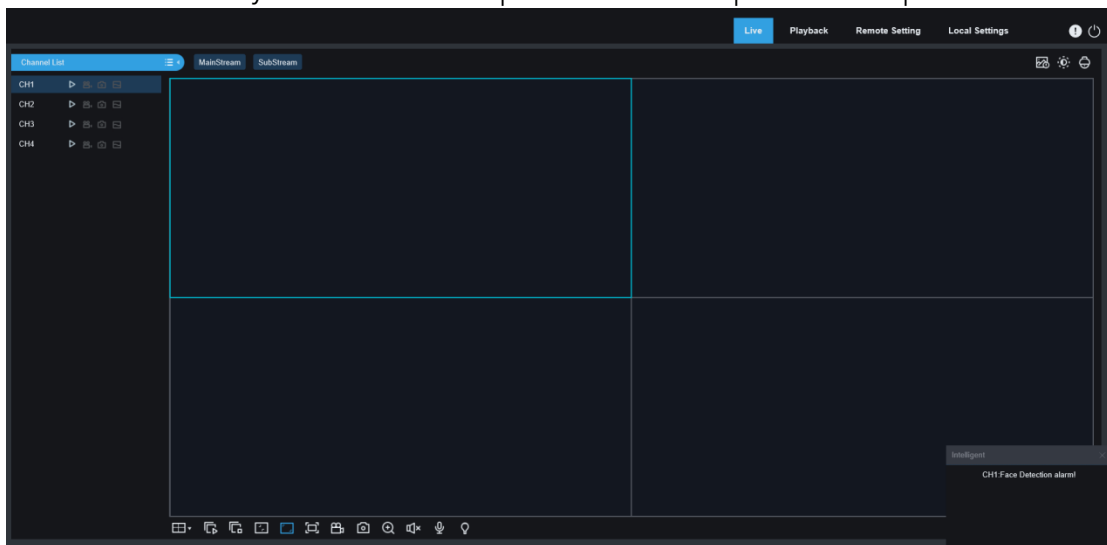 Live Playback Remote Setting Local Settings
Channel List MainStream SubStream
CH1
CH2
CH3
CH4
Intelligent
CH1:Face Detection alarm!